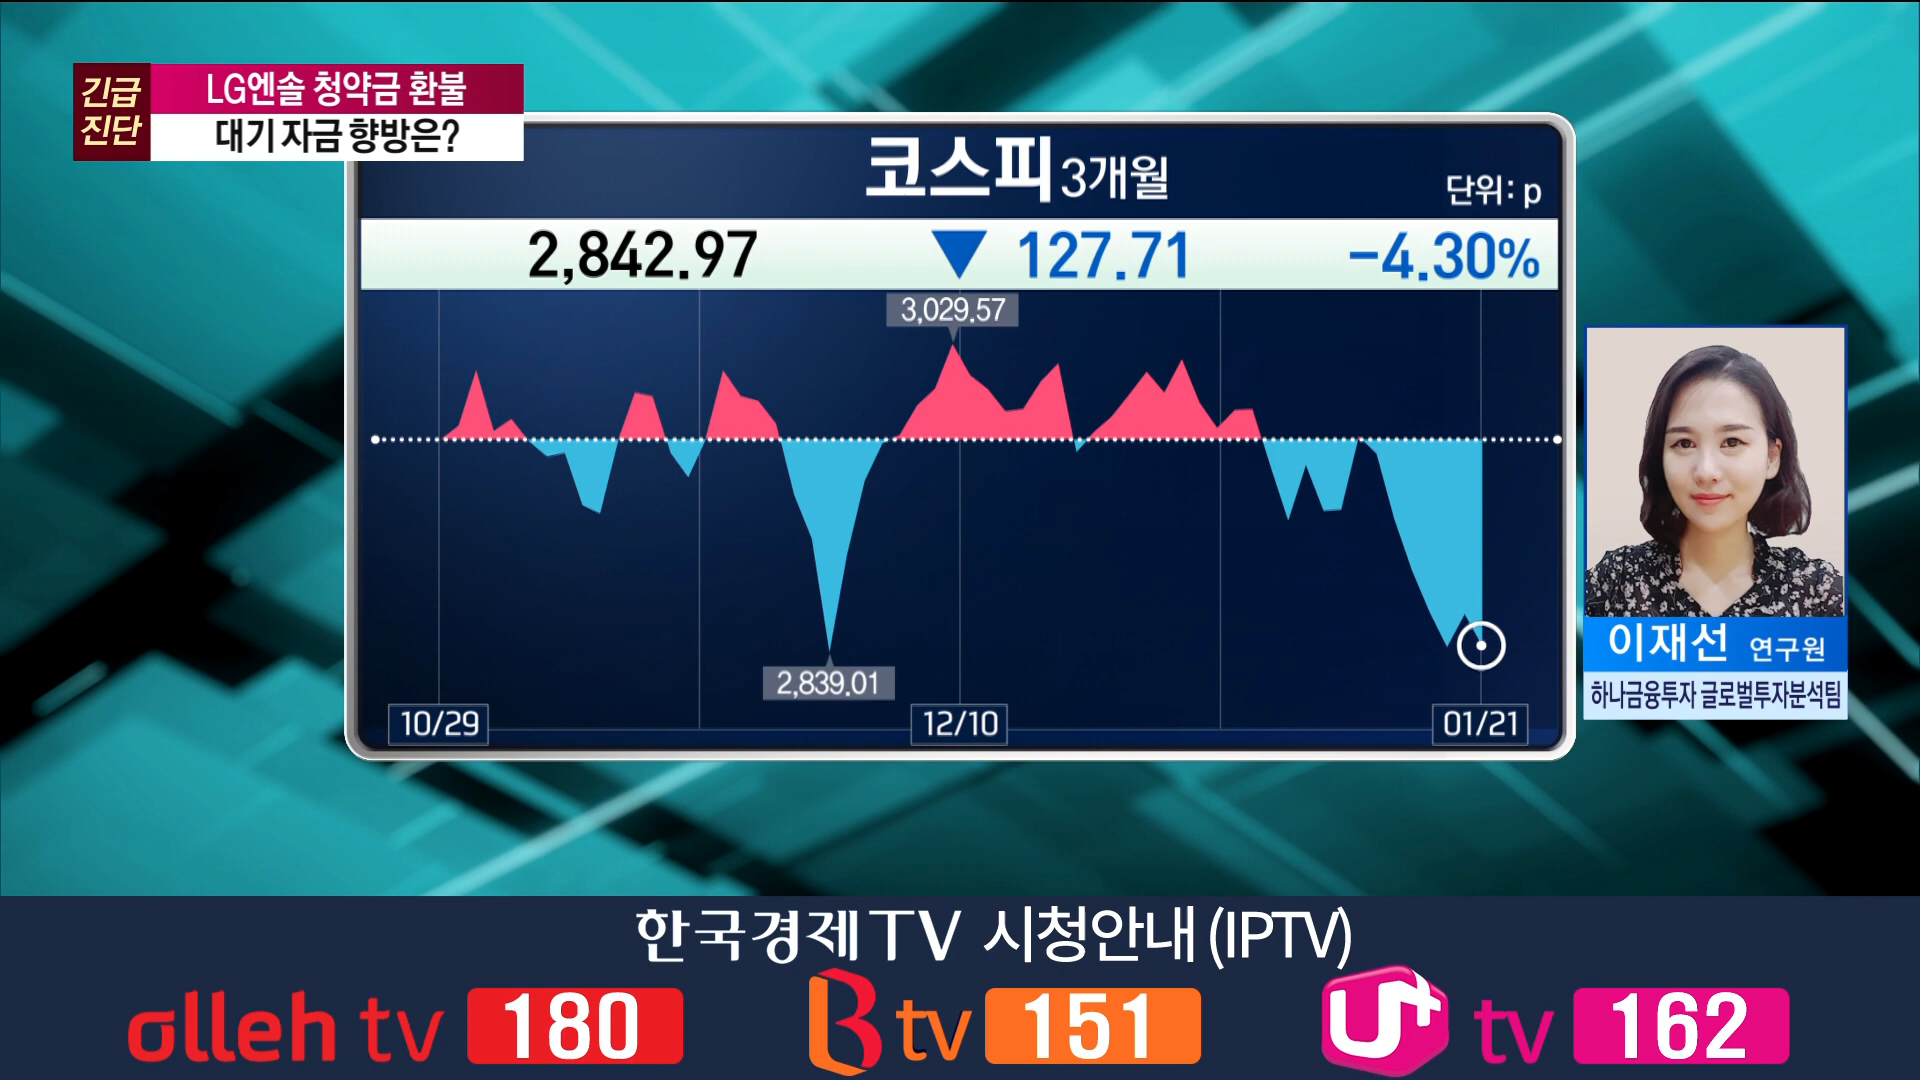 긴급
진단
LG엔솔 청약금 환불
대기 자금 향방은?
코스피 3개월
단위: p
2,842.97 ▼ 127.71 -4.30%
3,029.57
2,839.01
10/29 12/10 01/21
이재선 연구원
하나금융투자 글로벌투자분석팀
한국경제TV 시청안내 (IPTV)
olleh tv 180 B tv 151 U+ tv 162